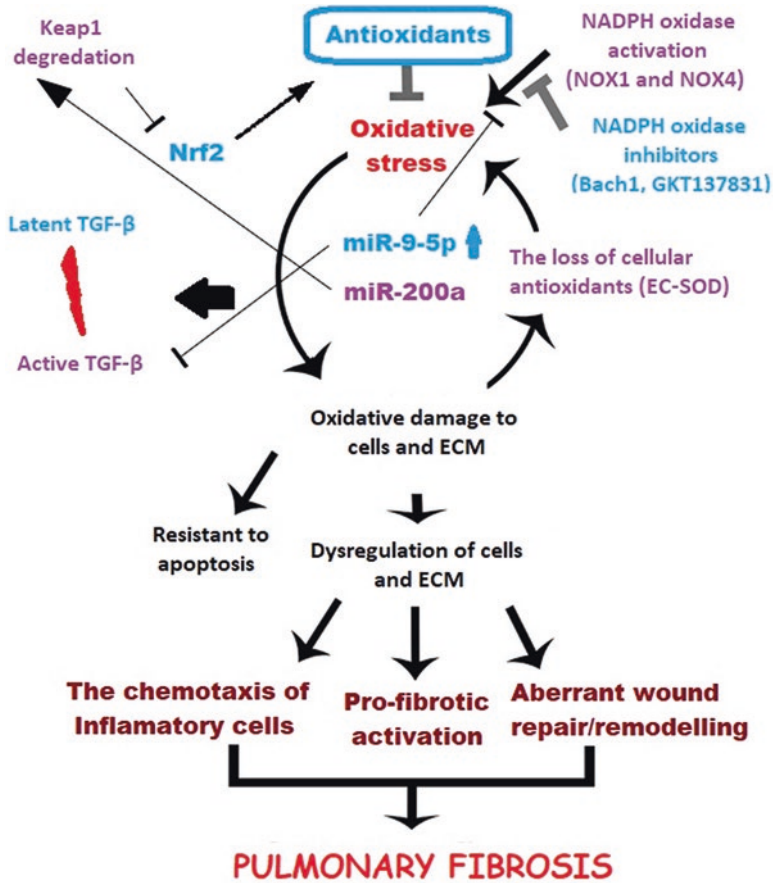 Keap1
degredation
Antioxidants
NADPH oxidase
activation
(NOX1 and NOX4)
Nrf2
Oxidative
stress
NADPH oxidase
inhibitors
(Bach1, GKT137831)
Latent TGF-β
miR-9-5p
miR-200a
The loss of cellular
antioxidants (EC-SOD)
Active TGF-β
Oxidative damage to
cells and ECM
Resistant to
apoptosis
Dysregulation of cells
and ECM
The chemotaxis of
Inflamatory cells
Pro-fibrotic
activation
Aberrant wound
repair/remodelling
PULMONARY FIBROSIS